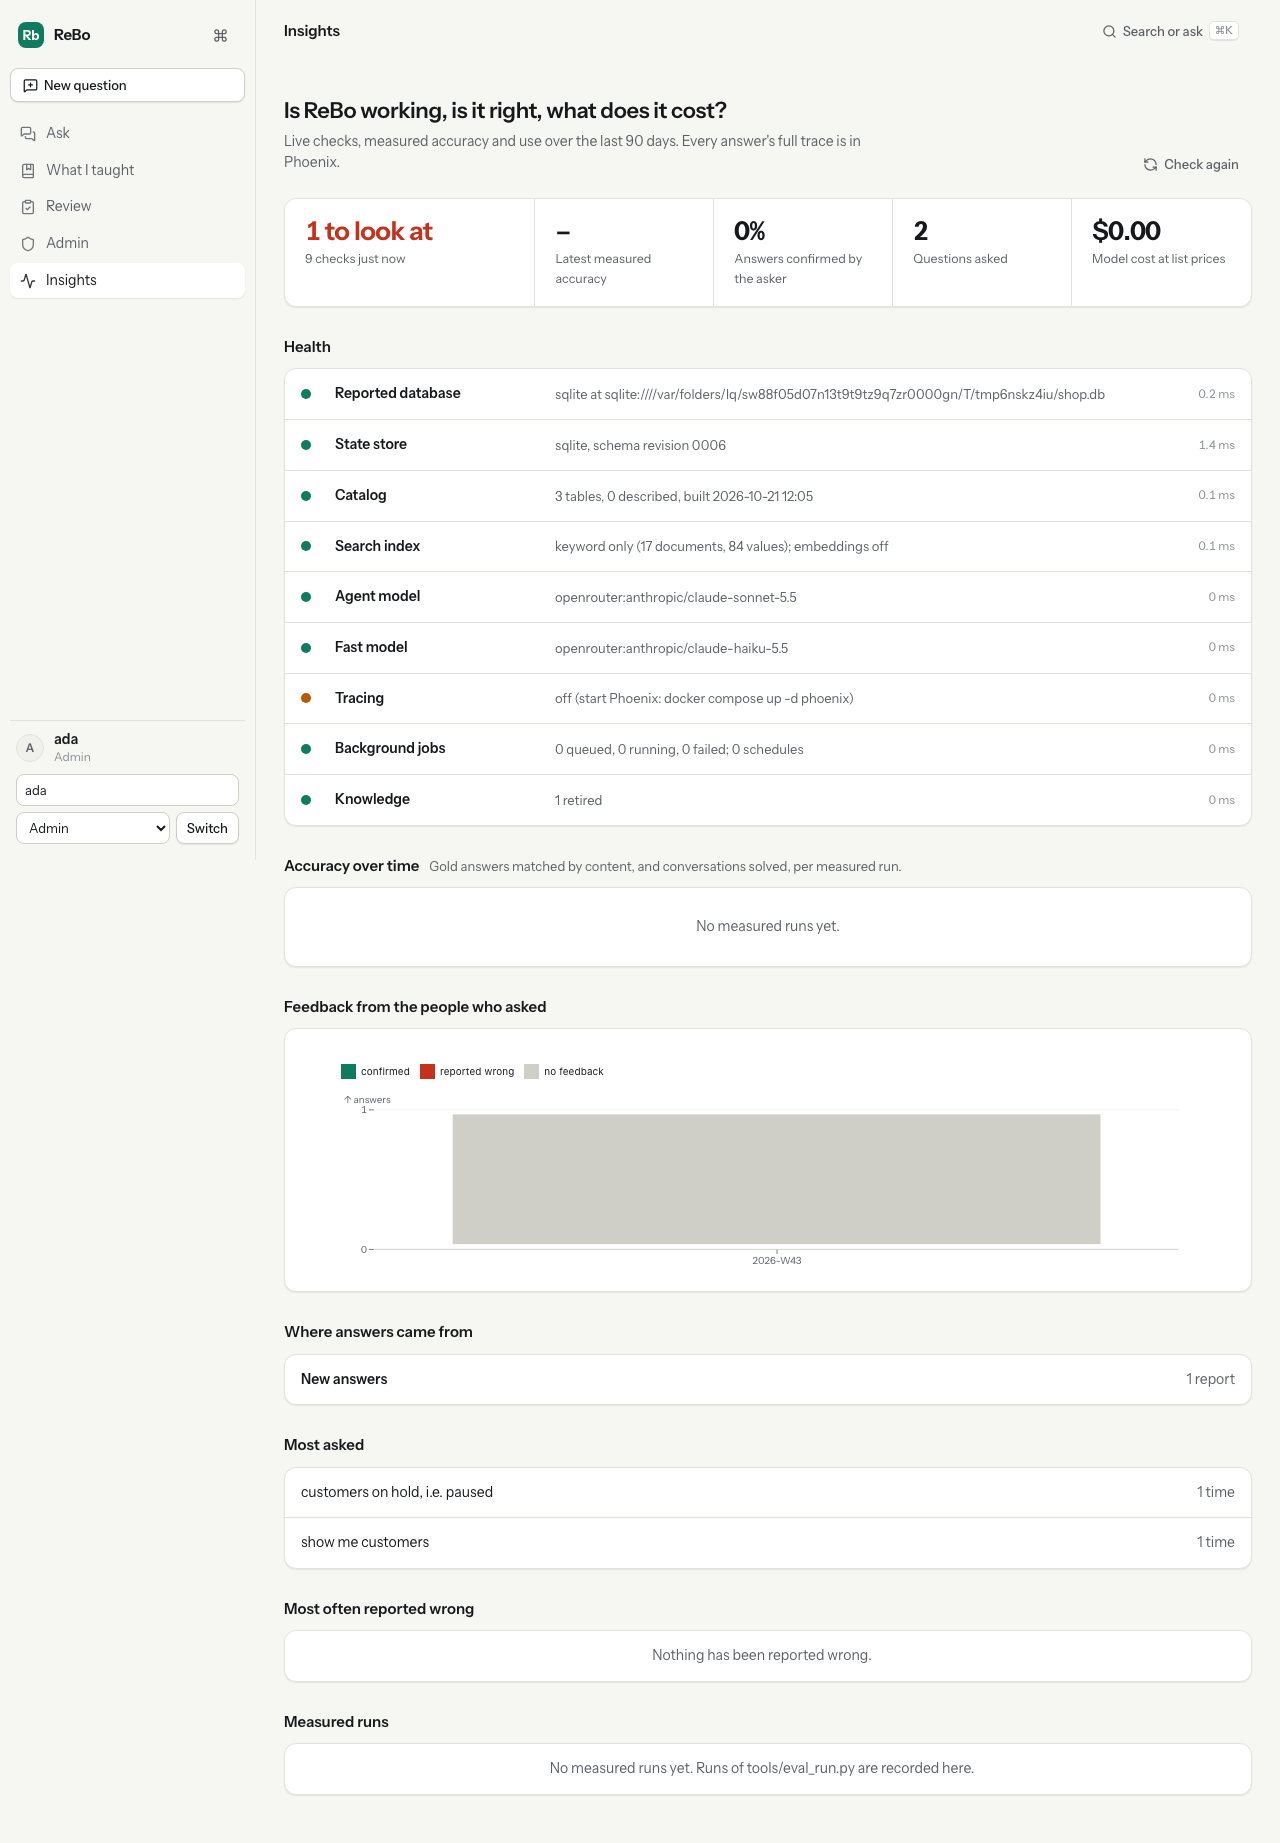 Rb ReBo ⌘
New question
Ask
What I taught
Review
Admin
Insights
A ada
Admin
ada
Admin Switch
Insights Search or ask ⌘K
Is ReBo working, is it right, what does it cost?
Live checks, measured accuracy and use over the last 90 days. Every answer's full trace is in
Phoenix.
Check again
1 to look at
9 checks just now
–
Latest measured
accuracy
0%
Answers confirmed by
the asker
2
Questions asked
$0.00
Model cost at list prices
Health
Reported database sqlite at sqlite:////var/folders/lq/sw88f05d07n13t9t9tz9q7zr0000gn/T/tmp6nskz4iu/shop.db 0.2 ms
State store sqlite, schema revision 0006 1.4 ms
Catalog 3 tables, 0 described, built 2026-10-21 12:05 0.1 ms
Search index keyword only (17 documents, 84 values); embeddings off 0.1 ms
Agent model openrouter:anthropic/claude-sonnet-5.5 0 ms
Fast model openrouter:anthropic/claude-haiku-5.5 0 ms
Tracing off (start Phoenix: docker compose up -d phoenix) 0 ms
Background jobs 0 queued, 0 running, 0 failed; 0 schedules 0 ms
Knowledge 1 retired 0 ms
Accuracy over time Gold answers matched by content, and conversations solved, per measured run.
No measured runs yet.
Feedback from the people who asked
confirmed reported wrong no feedback
↑ answers
1
0
2026-W43
Where answers came from
New answers 1 report
Most asked
customers on hold, i.e. paused 1 time
show me customers 1 time
Most often reported wrong
Nothing has been reported wrong.
Measured runs
No measured runs yet. Runs of tools/eval_run.py are recorded here.